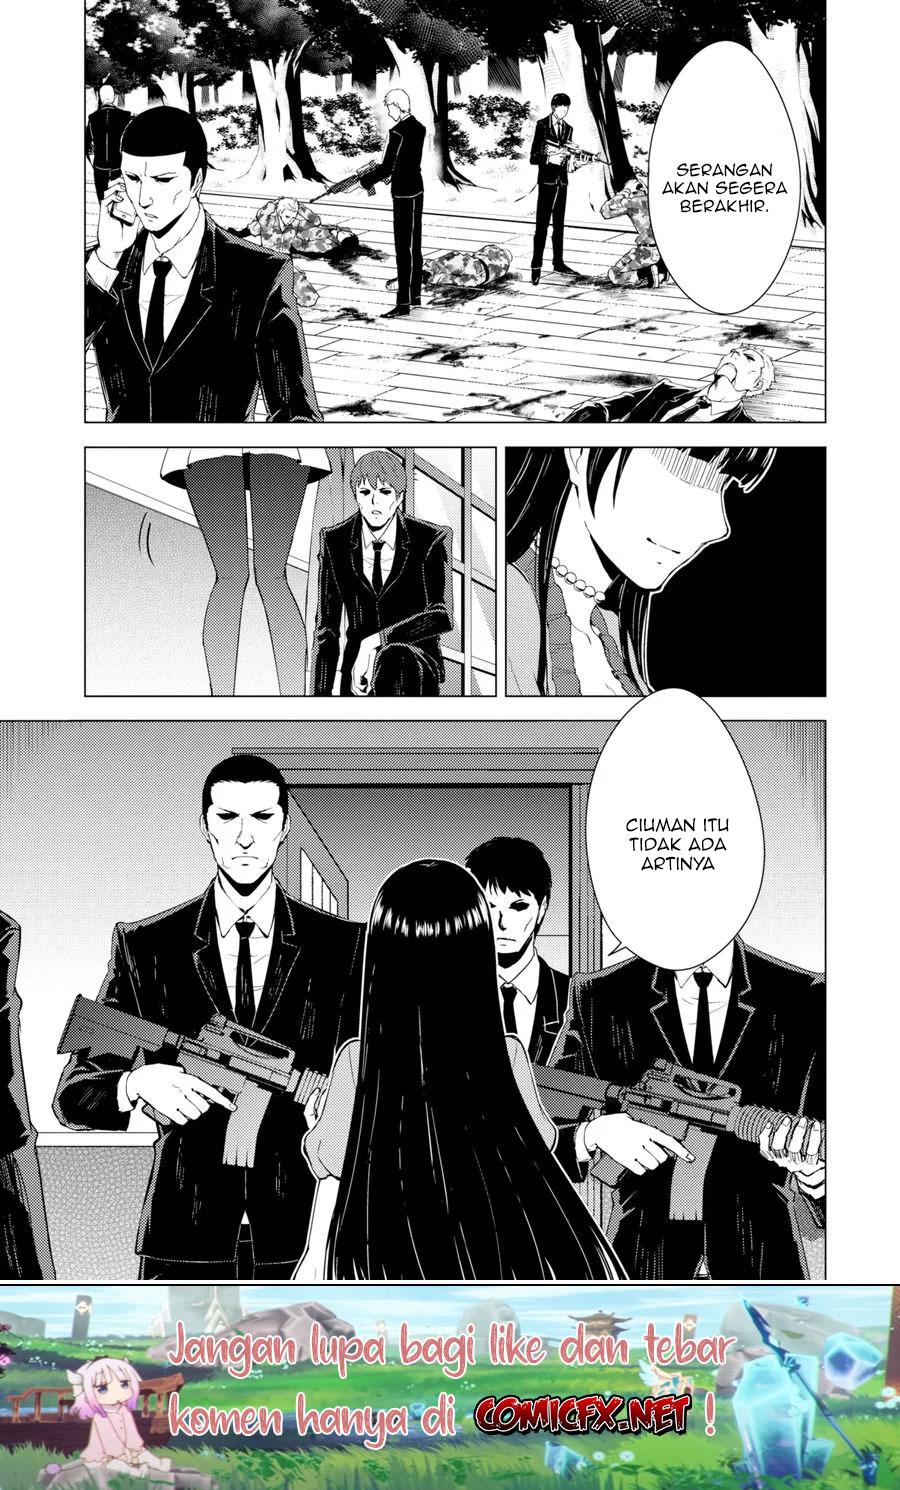 SERANGAN
AKAN SEGERA
BERAKHIR.
CIUMAN ITU
TIDAK ADA
ARTINYA
Jangan lupa bagi like dan tebar
komen hanya di COMICFX.NET !